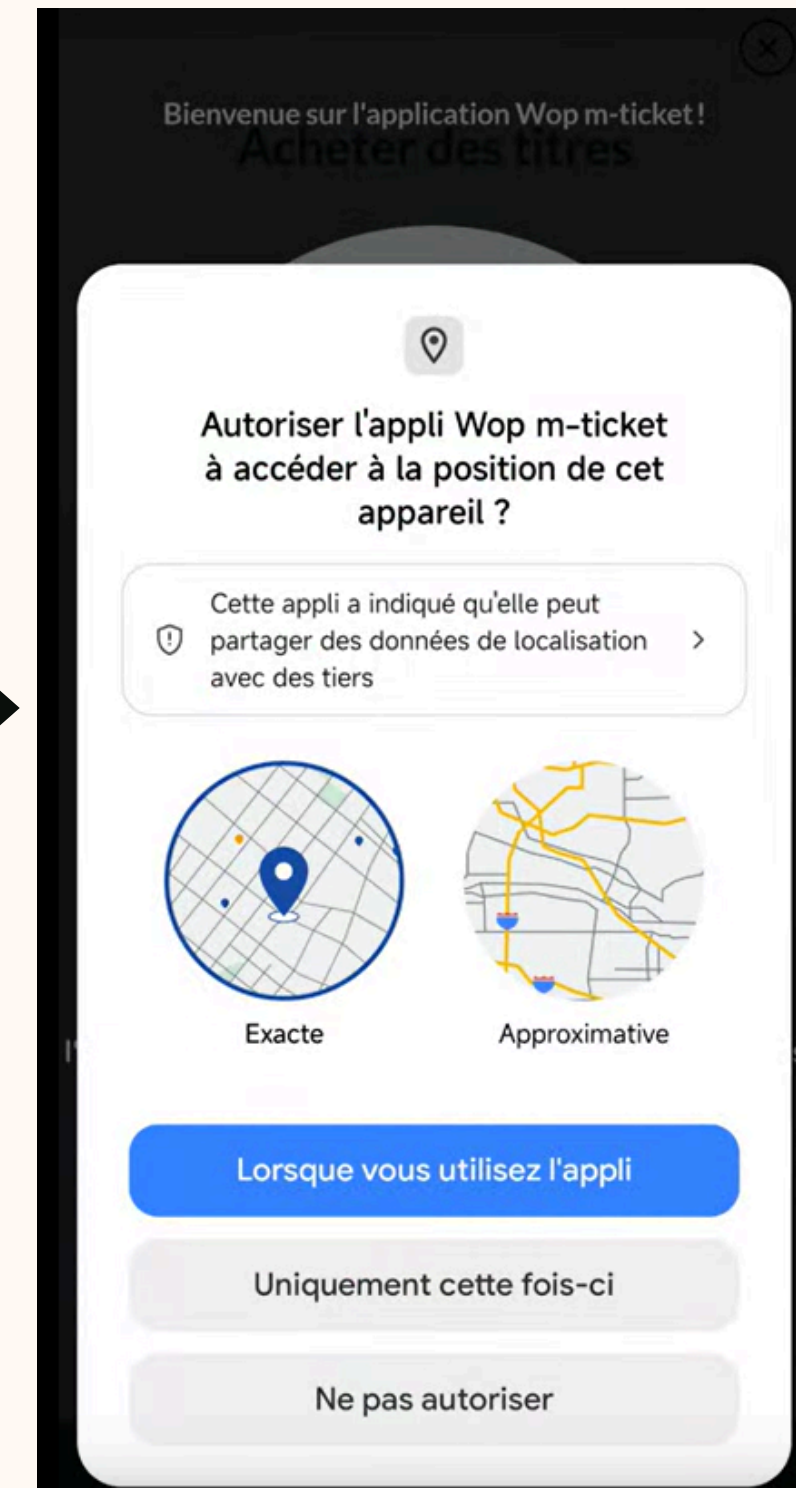 Bienvenue sur l'application Wop m-ticket !
Acheter des titres
Autoriser l'appli Wop m-ticket
à accéder à la position de cet
appareil ?
Cette appli a indiqué qu'elle peut
partager des données de localisation
avec des tiers
Exacte
Approximative
Lorsque vous utilisez l'appli
Uniquement cette fois-ci
Ne pas autoriser